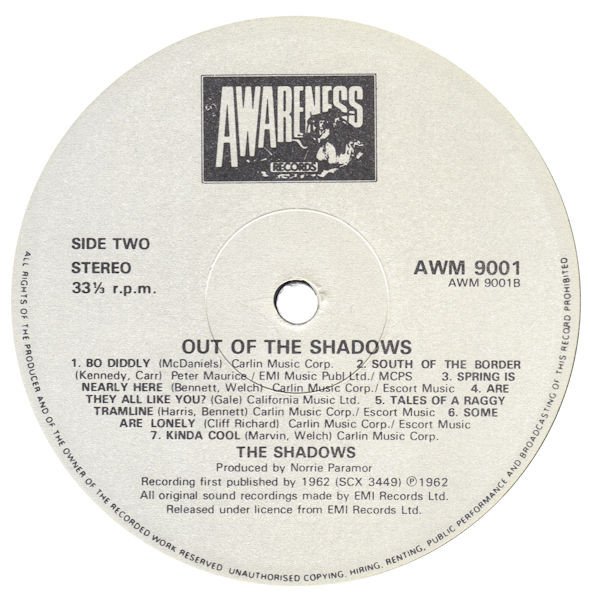 AWARENESS
RECORDS
SIDE TWO
STEREO
33⅓ r.p.m.
AWM 9001
AWM 9001B
OUT OF THE SHADOWS
1. BO DIDDLY (McDaniels) Carlin Music Corp. 2. SOUTH OF THE BORDER
(Kennedy, Carr) Peter Maurice / EMI Music Publ Ltd./ MCPS 3. SPRING IS
NEARLY HERE (Bennett, Welch) Carlin Music Corp./ Escort Music 4. ARE
THEY ALL LIKE YOU? (Gale) California Music Ltd. 5. TALES OF A RAGGY
TRAMLINE (Harris, Bennett) Carlin Music Corp./ Escort Music 6. SOME
ARE LONELY (Cliff Richard) Carlin Music Corp./ Escort Music
7. KINDA COOL (Marvin, Welch) Carlin Music Corp./ Escort Music
THE SHADOWS
Produced by Norrie Paramor
Recording first published by 1962 (SCX 3449) ℗1962
All original sound recordings made by EMI Records Ltd.
Released under licence from EMI Records Ltd.
ALL RIGHTS OF THE PRODUCER AND OF THE OWNER OF THE RECORDED WORK RESERVED UNAUTHORISED COPYING, HIRING, RENTING, PUBLIC PERFORMANCE AND BROADCASTING OF THIS RECORD PROHIBITED